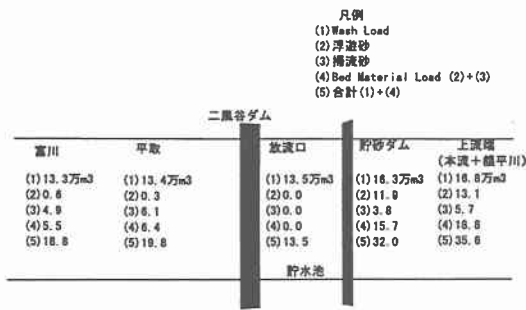 凡例
(1)Wash Load
(2)浮遊砂
(3)掃流砂
(4)Bed Material Load (2)+(3)
(5)合計(1)+(4)
二風谷ダム
富川
(1)13.3万m3
(2)0.6
(3)4.9
(4)5.5
(5)18.8
平取
(1)13.4万m3
(2)0.3
(3)6.1
(4)6.4
(5)19.8
放流口
(1)13.5万m3
(2)0.0
(3)0.0
(4)0.0
(5)13.5
貯砂ダム
(1)16.3万m3
(2)11.9
(3)3.8
(4)15.7
(5)32.0
上流端
(本流+額平川)
(1)16.8万m3
(2)13.1
(3)5.7
(4)18.8
(5)35.6
貯水池